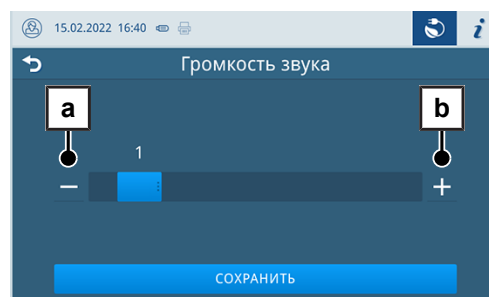 15.02.2022 16:40 i
Громкость звука
a b
1
− +
СОХРАНИТЬ